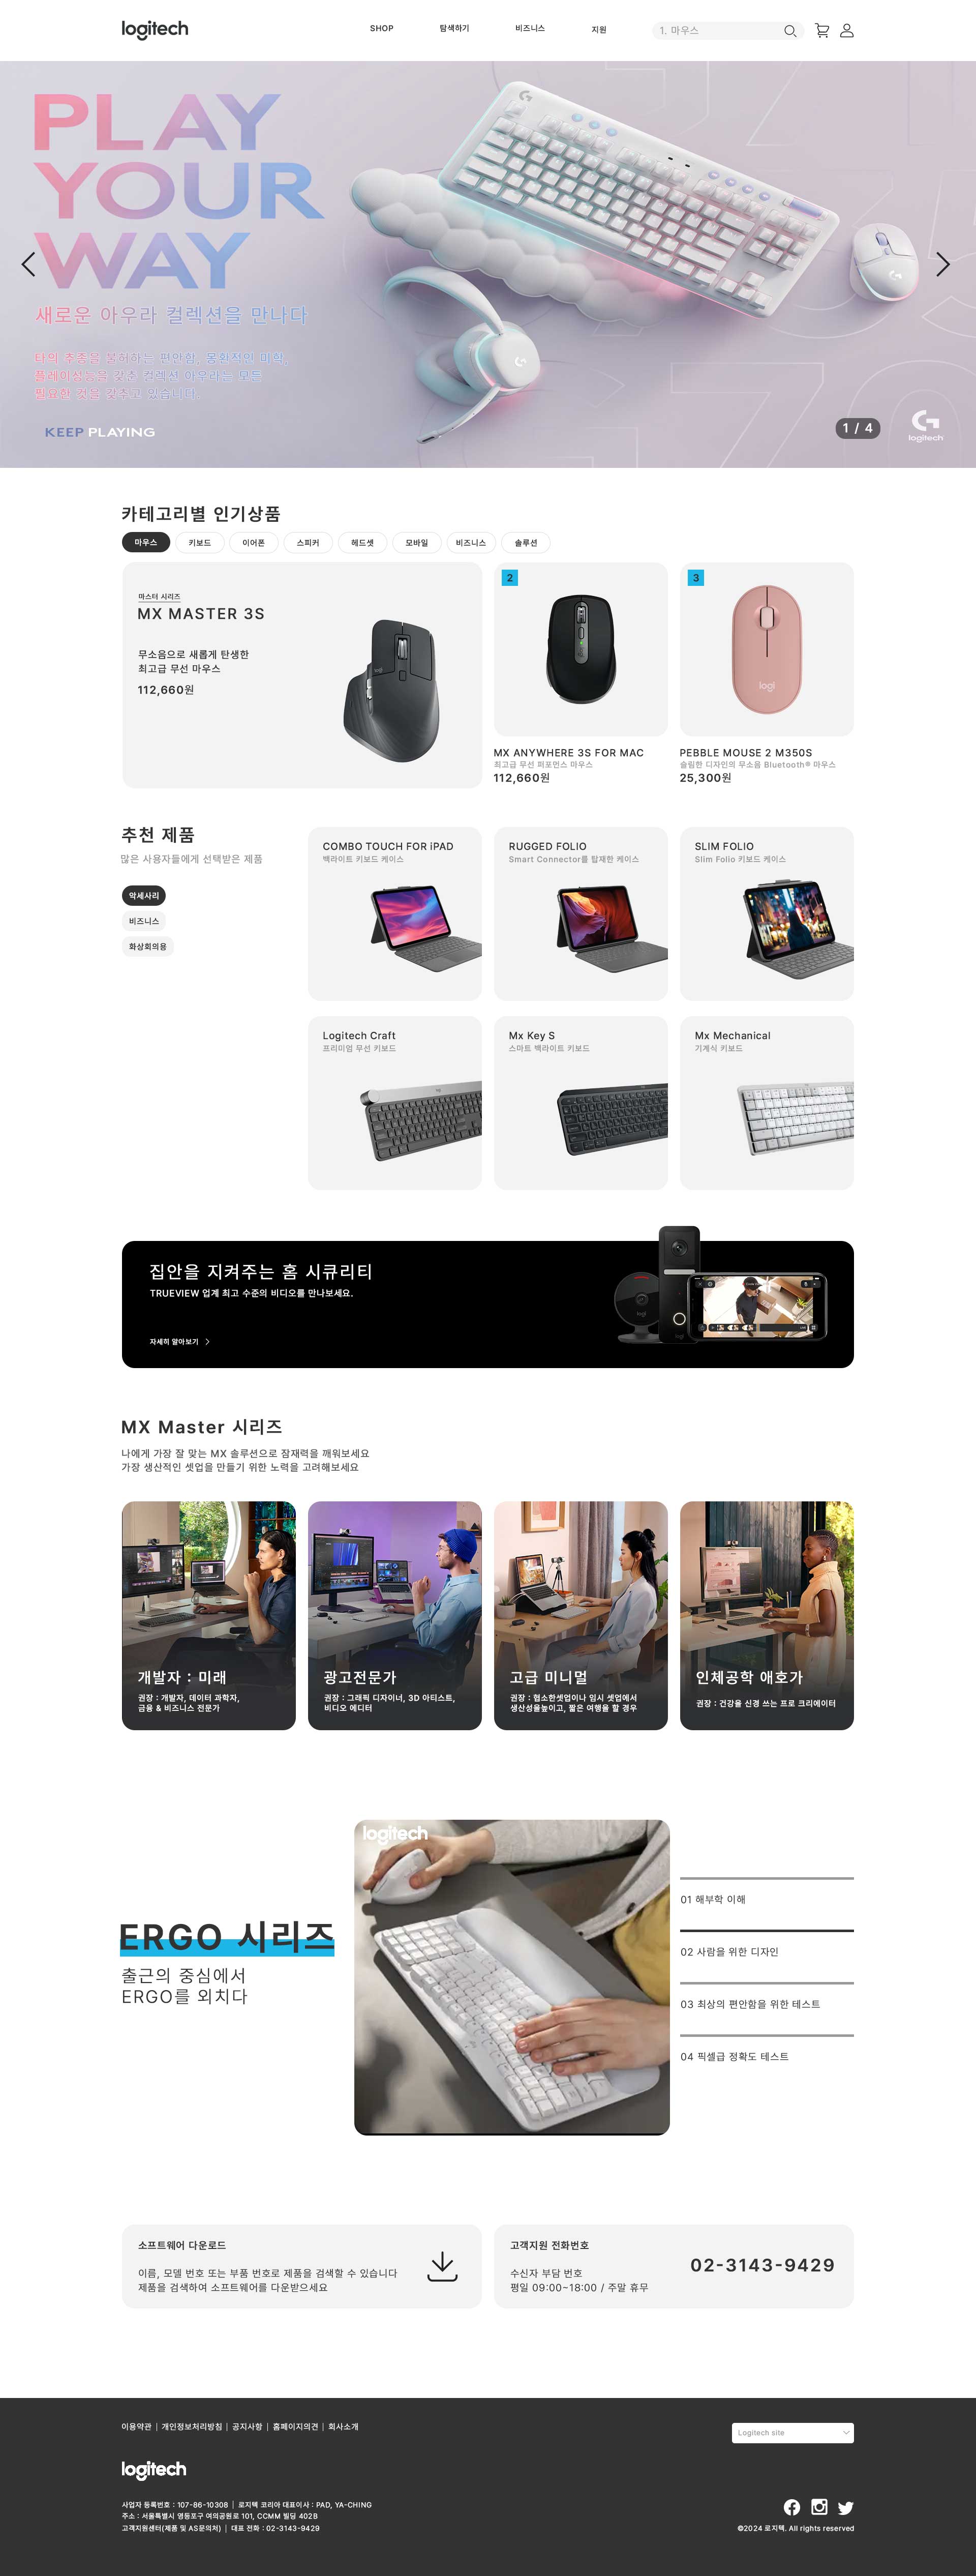 logitech
SHOP
탐색하기
비즈니스
지원
1. 마우스
PLAY
YOUR
WAY
새로운 아우라 컬렉션을 만나다
타의 추종을 불허하는 편안함, 몽환적인 미학,
플레이성능을 갖춘 컬렉션 아우라는 모든
필요한 것을 갖추고 있습니다.
KEEP PLAYING
1 / 4
logitech
카테고리별 인기상품
마우스
키보드
이어폰
스피커
헤드셋
모바일
비즈니스
솔루션
마스터 시리즈
MX MASTER 3S
무소음으로 새롭게 탄생한
최고급 무선 마우스
112,660원
2
MX ANYWHERE 3S FOR MAC
최고급 무선 퍼포먼스 마우스
112,660원
3
logi
PEBBLE MOUSE 2 M350S
슬림한 디자인의 무소음 Bluetooth® 마우스
25,300원
추천 제품
많은 사용자들에게 선택받은 제품
악세사리
비즈니스
화상회의용
COMBO TOUCH FOR iPAD
백라이트 키보드 케이스
RUGGED FOLIO
Smart Connector를 탑재한 케이스
SLIM FOLIO
Slim Folio 키보드 케이스
Logitech Craft
프리미엄 무선 키보드
Mx Key S
스마트 백라이트 키보드
Mx Mechanical
기계식 키보드
집안을 지켜주는 홈 시큐리티
TRUEVIEW 업계 최고 수준의 비디오를 만나보세요.
자세히 알아보기
MX Master 시리즈
나에게 가장 잘 맞는 MX 솔루션으로 잠재력을 깨워보세요
가장 생산적인 셋업을 만들기 위한 노력을 고려해보세요
개발자 : 미래
권장 : 개발자, 데이터 과학자,
금융 & 비즈니스 전문가
광고전문가
권장 : 그래픽 디자이너, 3D 아티스트,
비디오 에디터
고급 미니멀
권장 : 협소한셋업이나 임시 셋업에서
생산성을높이고, 짧은 여행을 할 경우
인체공학 애호가
권장 : 건강을 신경 쓰는 프로 크리에이터
logitech
ERGO 시리즈
출근의 중심에서
ERGO를 외치다
01 해부학 이해
02 사람을 위한 디자인
03 최상의 편안함을 위한 테스트
04 픽셀급 정확도 테스트
소프트웨어 다운로드
이름, 모델 번호 또는 부품 번호로 제품을 검색할 수 있습니다
제품을 검색하여 소프트웨어를 다운받으세요
고객지원 전화번호
수신자 부담 번호
평일 09:00~18:00 / 주말 휴무
02-3143-9429
이용약관 | 개인정보처리방침 | 공지사항 | 홈페이지의견 | 회사소개
Logitech site
logitech
사업자 등록번호 : 107-86-10308 | 로지텍 코리아 대표이사 : PAD, YA-CHING
주소 : 서울특별시 영등포구 여의공원로 101, CCMM 빌딩 402B
고객지원센터(제품 및 AS문의처) | 대표 전화 : 02-3143-9429
©2024 로지텍. All rights reserved